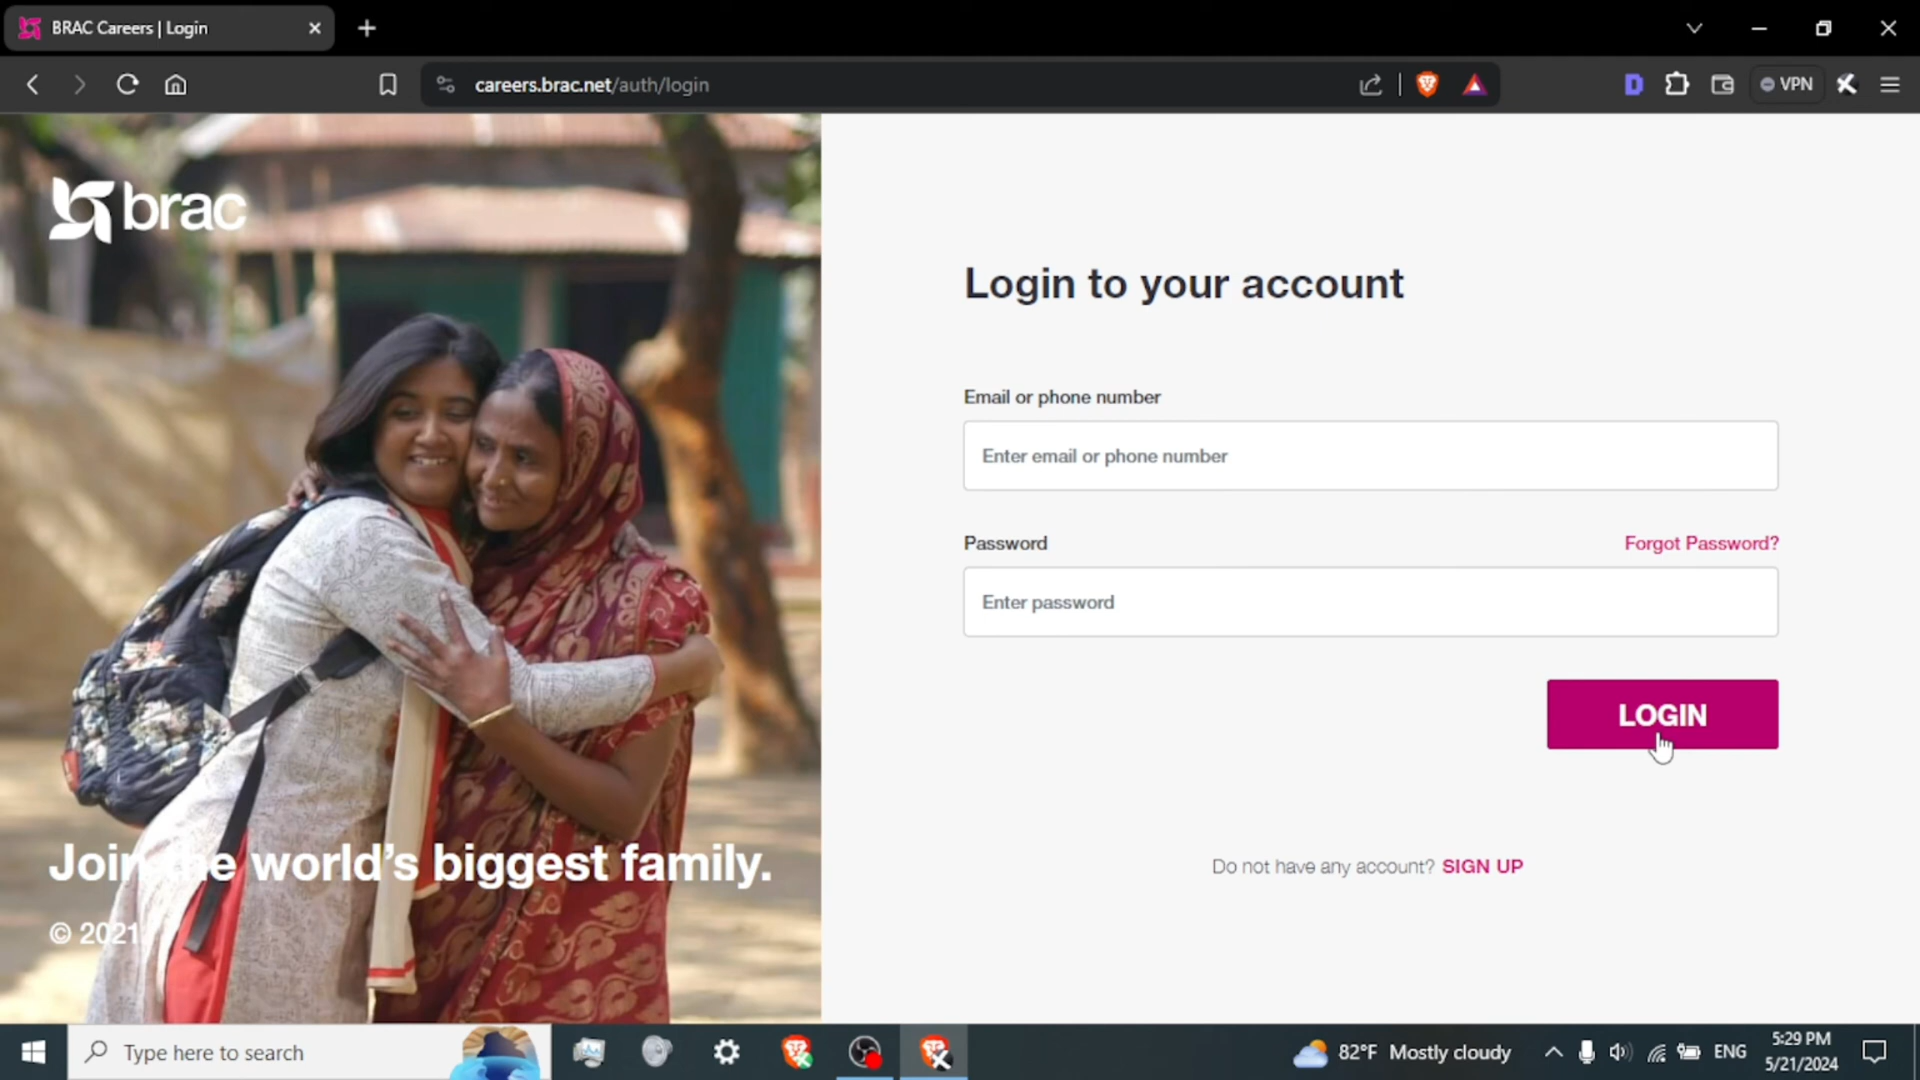 BRAC Careers | Login
careers.brac.net/auth/login
VPN
brac
Login to your account
Email or phone number
Enter email or phone number
Password
Forgot Password?
Enter password
LOGIN
Do not have any account? SIGN UP
Join the world's biggest family.
© 2021
Type here to search
82°F Mostly cloudy
ENG
5:29 PM
5/21/2024